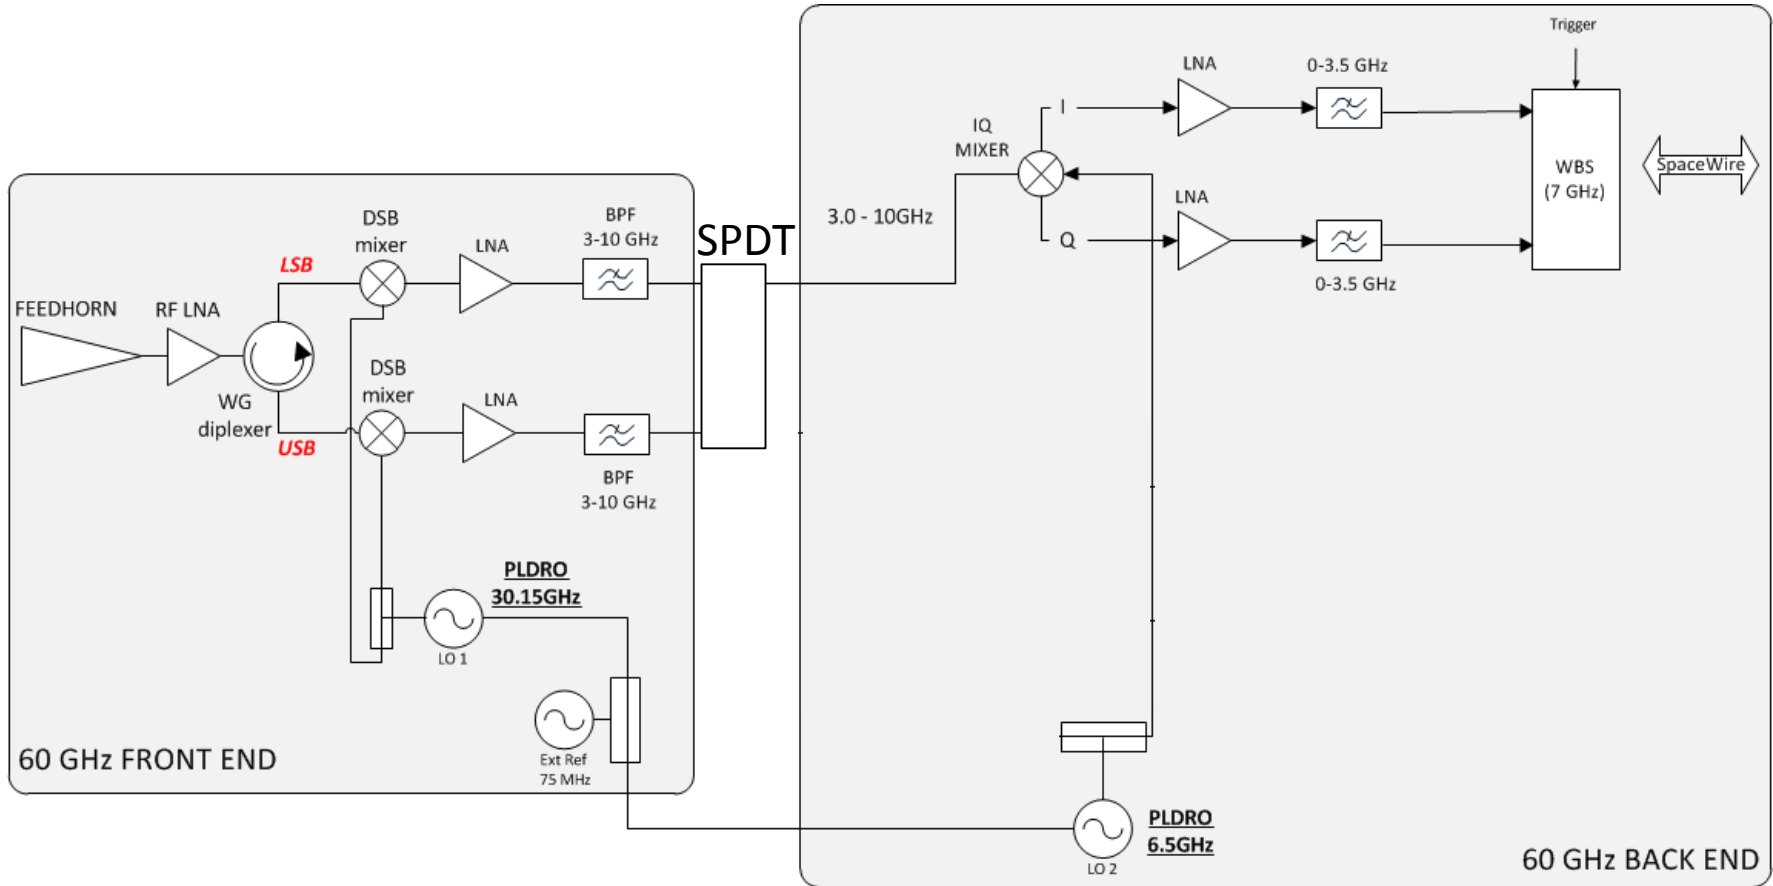 Trigger
LNA
0-3.5 GHz
I
IQ
MIXER
WBS
(7 GHz)
SpaceWire
LNA
Q
0-3.5 GHz
3.0 - 10GHz
SPDT
DSB
mixer
LNA
BPF
3-10 GHz
LSB
FEEDHORN
RF LNA
WG
diplexer
USB
DSB
mixer
LNA
BPF
3-10 GHz
PLDRO
30.15GHz
LO 1
Ext Ref
75 MHz
60 GHz FRONT END
PLDRO
6.5GHz
LO 2
60 GHz BACK END